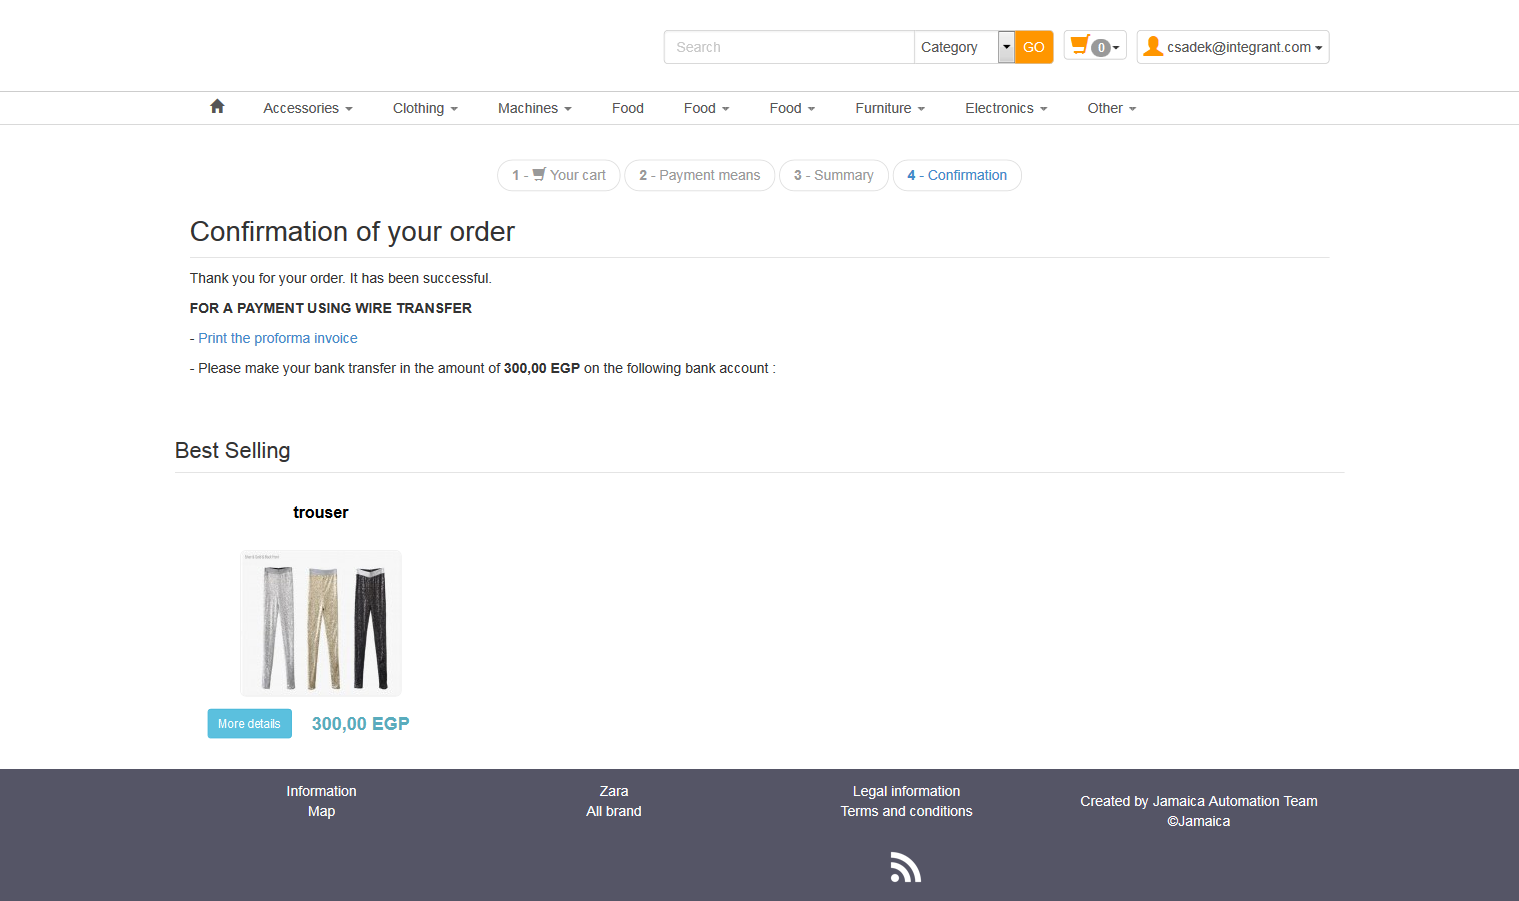 Search
Category
GO
0
csadek@integrant.com
Accessories
Clothing
Machines
Food
Food
Food
Furniture
Electronics
Other
1 - Your cart
2 - Payment means
3 - Summary
4 - Confirmation
Confirmation of your order
Thank you for your order. It has been successful.
FOR A PAYMENT USING WIRE TRANSFER
- Print the proforma invoice
- Please make your bank transfer in the amount of 300,00 EGP on the following bank account :
Best Selling
trouser
More details
300,00 EGP
Information
Map
Zara
All brand
Legal information
Terms and conditions
Created by Jamaica Automation Team
©Jamaica